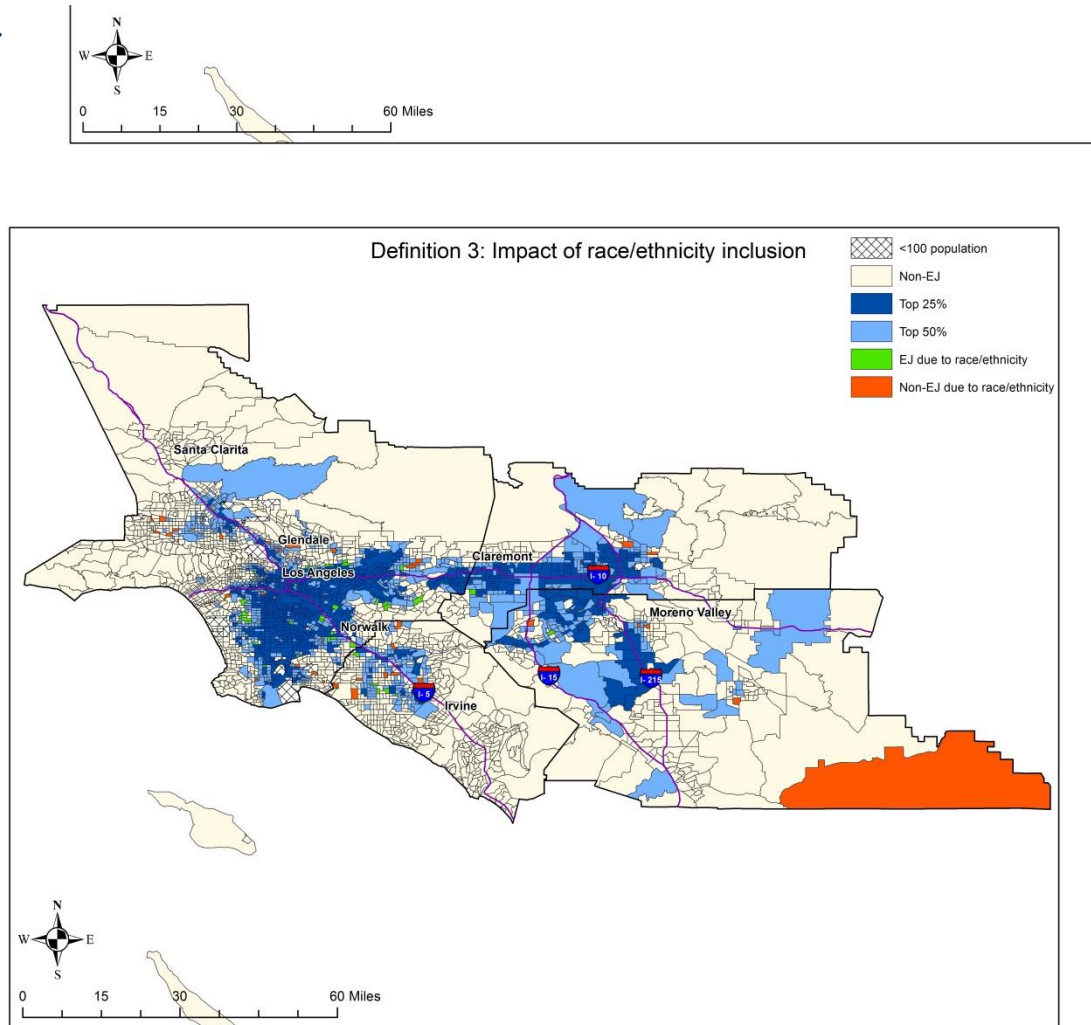 N
W E
S
0 15 30 60 Miles
Definition 3: Impact of race/ethnicity inclusion
<100 population
Non-EJ
Top 25%
Top 50%
EJ due to race/ethnicity
Non-EJ due to race/ethnicity
Santa Clarita
Glendale
Claremont
Los Angeles
I- 10
Moreno Valley
Norwalk
I- 15
I- 215
I- 5
Irvine
N
W E
S
0 15 30 60 Miles